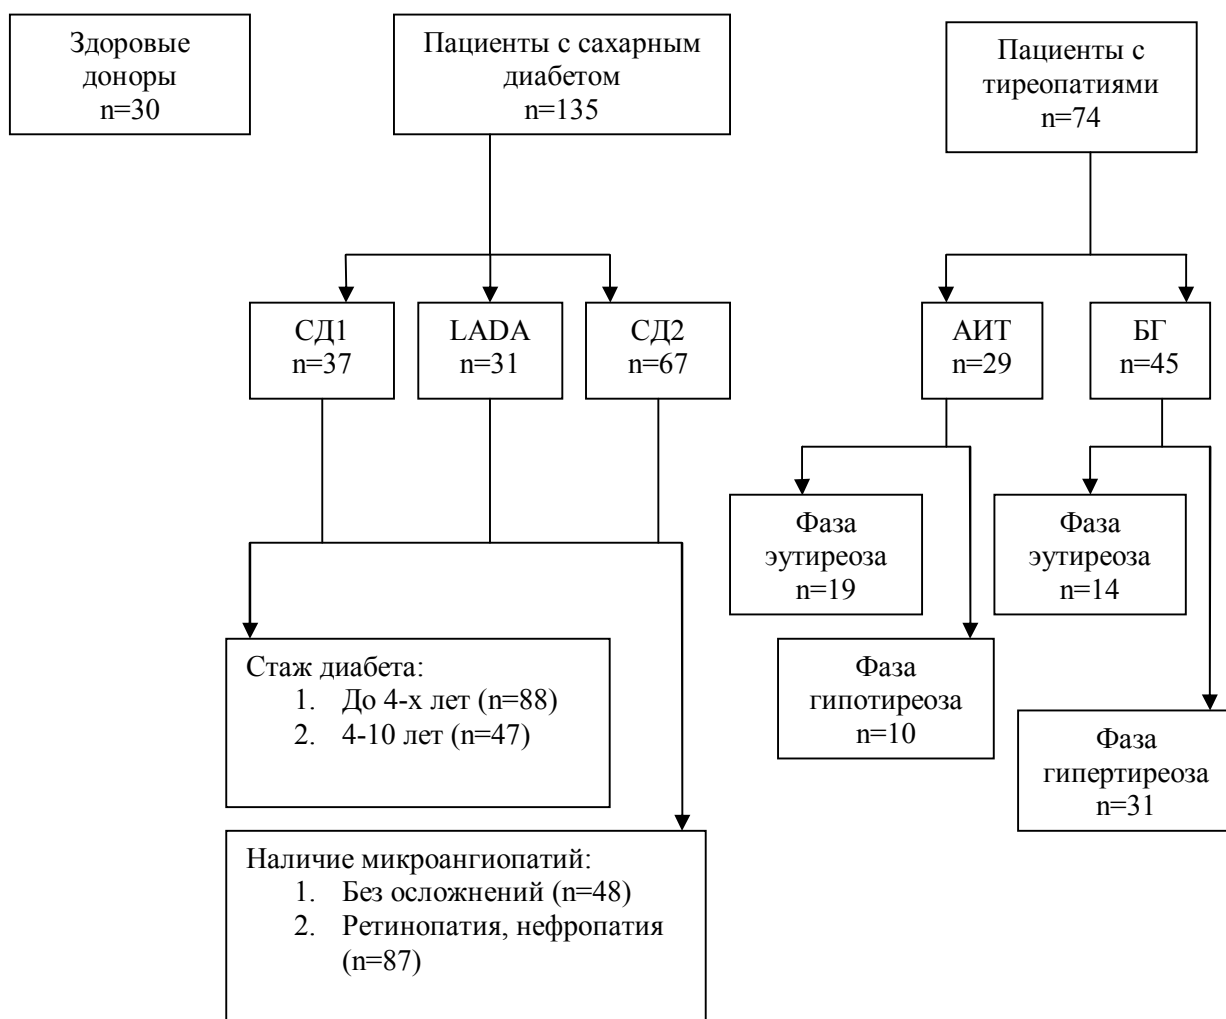 Здоровые
доноры
n=30
Пациенты с сахарным
диабетом
n=135
Пациенты с
тиреопатиями
n=74
СД1
n=37
LADA
n=31
СД2
n=67
АИТ
n=29
БГ
n=45
Фаза
эутиреоза
n=19
Фаза
эутиреоза
n=14
Фаза
гипотиреоза
n=10
Фаза
гипертиреоза
n=31
Стаж диабета:
1. До 4-х лет (n=88)
2. 4-10 лет (n=47)
Наличие микроангиопатий:
1. Без осложнений (n=48)
2. Ретинопатия, нефропатия
(n=87)